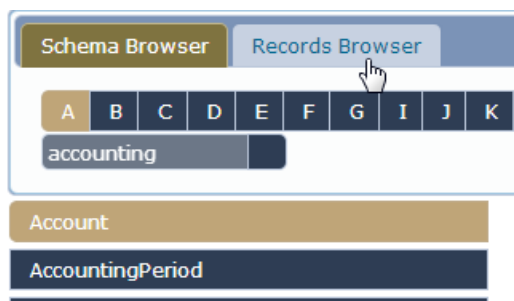 Schema Browser Records Browser
A B C D E F G I J K
accounting
Account
AccountingPeriod